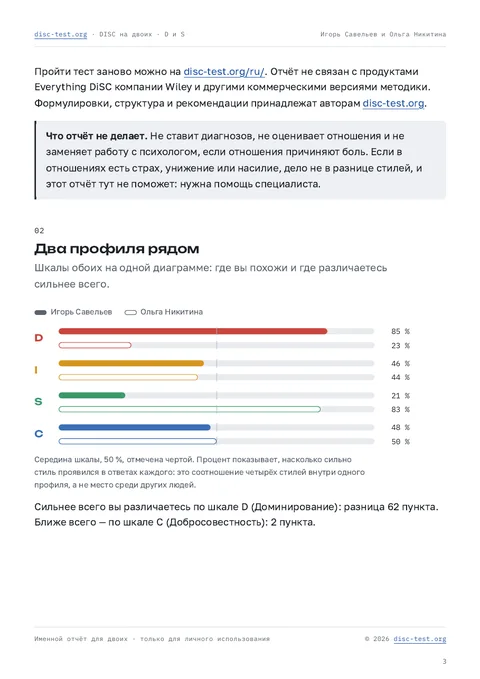 disc-test.org · DISC на двоих · D и S
Игорь Савельев и Ольга Никитина
Пройти тест заново можно на disc-test.org/ru/. Отчёт не связан с продуктами
Everything DiSC компании Wiley и другими коммерческими версиями методики.
Формулировки, структура и рекомендации принадлежат авторам disc-test.org.
Что отчёт не делает. Не ставит диагнозов, не оценивает отношения и не
заменяет работу с психологом, если отношения причиняют боль. Если в
отношениях есть страх, унижение или насилие, дело не в разнице стилей, и
этот отчёт тут не поможет: нужна помощь специалиста.
02
Два профиля рядом
Шкалы обоих на одной диаграмме: где вы похожи и где различаетесь
сильнее всего.
Игорь Савельев
Ольга Никитина
D
85 %
23 %
I
46 %
44 %
S
21 %
83 %
C
48 %
50 %
Середина шкалы, 50 %, отмечена чертой. Процент показывает, насколько сильно
стиль проявился в ответах каждого: это соотношение четырёх стилей внутри одного
профиля, а не место среди других людей.
Сильнее всего вы различаетесь по шкале D (Доминирование): разница 62 пункта.
Ближе всего — по шкале C (Добросовестность): 2 пункта.
Именной отчёт для двоих · только для личного использования
© 2026 disc-test.org
3